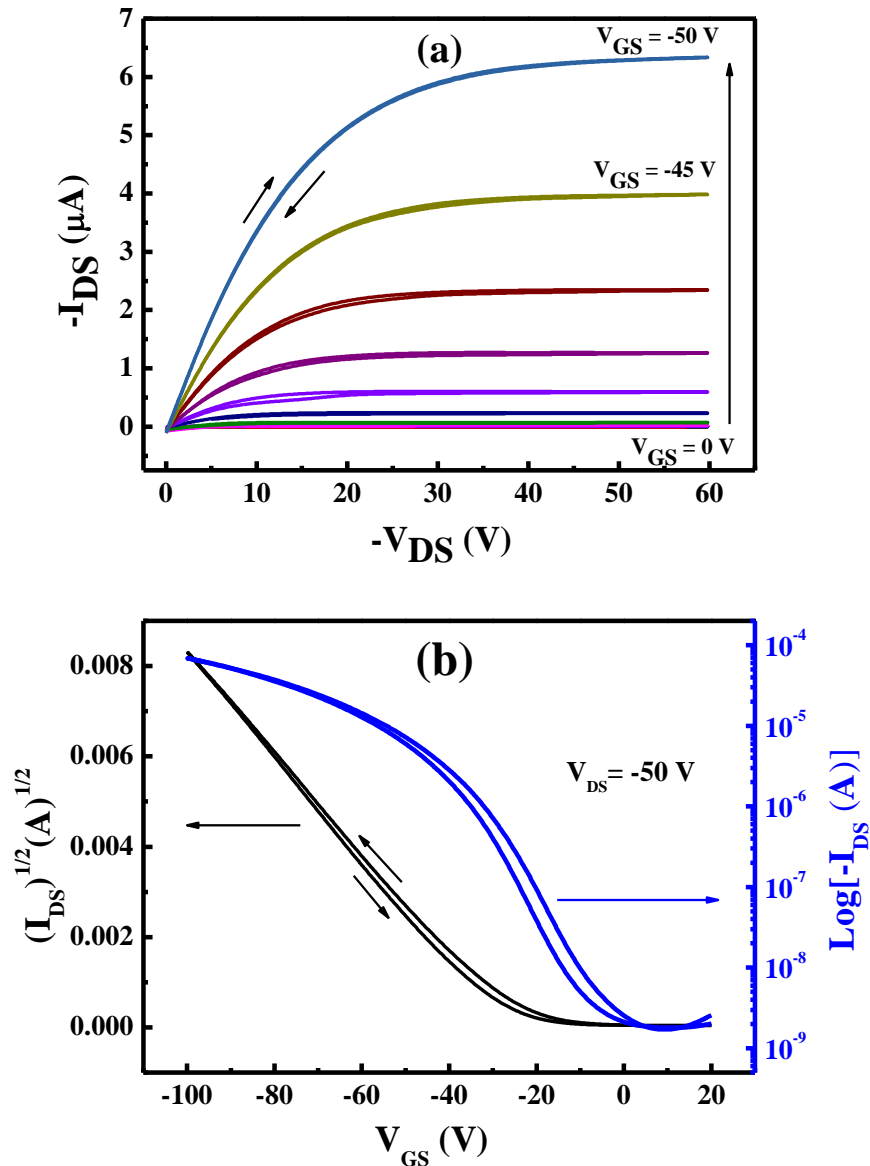 (a)
V_GS = -50 V
V_GS = -45 V
V_GS = 0 V
7
6
5
4
3
2
1
0
-I_DS (μA)
0 10 20 30 40 50 60
-V_DS (V)
(b)
V_DS= -50 V
0.008
0.006
0.004
0.002
0.000
(I_DS)^1/2(A)^1/2
10^-4
10^-5
10^-6
10^-7
10^-8
10^-9
Log[-I_DS (A)]
-100 -80 -60 -40 -20 0 20
V_GS (V)